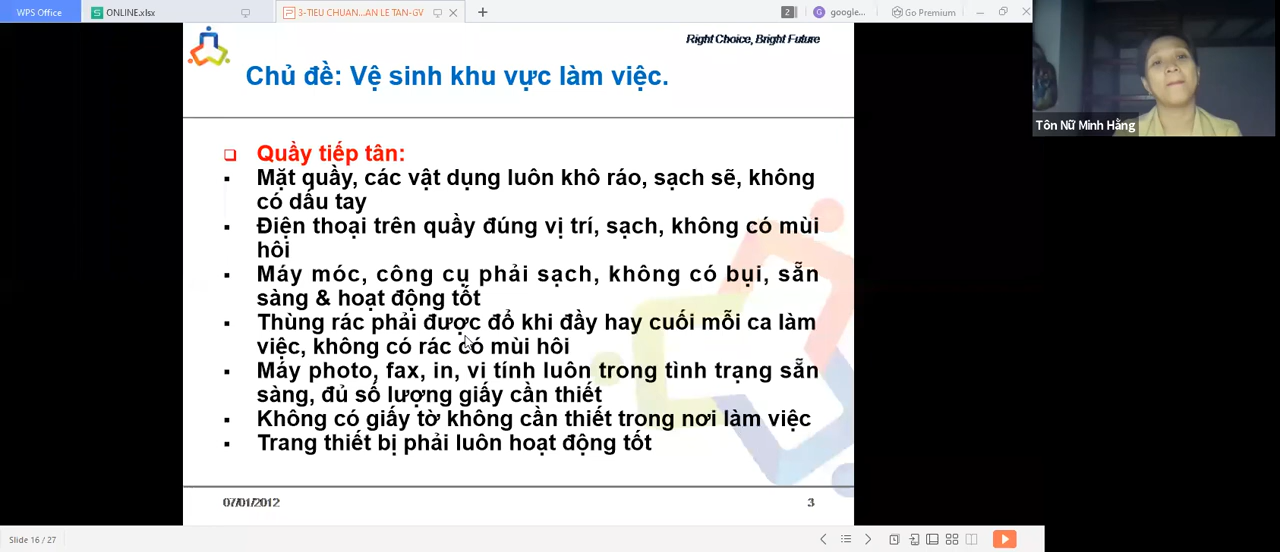 WPS Office
ONLINE.xlsx
3-TIEU CHUAN...AN LE TAN-GV
2
G google...
Go Premium
Right Choice, Bright Future
Chủ đề: Vệ sinh khu vực làm việc.
Tôn Nữ Minh Hằng
Quầy tiếp tân:
Mặt quầy, các vật dụng luôn khô ráo, sạch sẽ, không
có dấu tay
Điện thoại trên quầy đúng vị trí, sạch, không có mùi
hôi
Máy móc, công cụ phải sạch, không có bụi, sẵn
sàng & hoạt động tốt
Thùng rác phải được đổ khi đầy hay cuối mỗi ca làm
việc, không có rác có mùi hôi
Máy photo, fax, in, vi tính luôn trong tình trạng sẵn
sàng, đủ số lượng giấy cần thiết
Không có giấy tờ không cần thiết trong nơi làm việc
Trang thiết bị phải luôn hoạt động tốt
07/01/2012
3
Slide 16 / 27